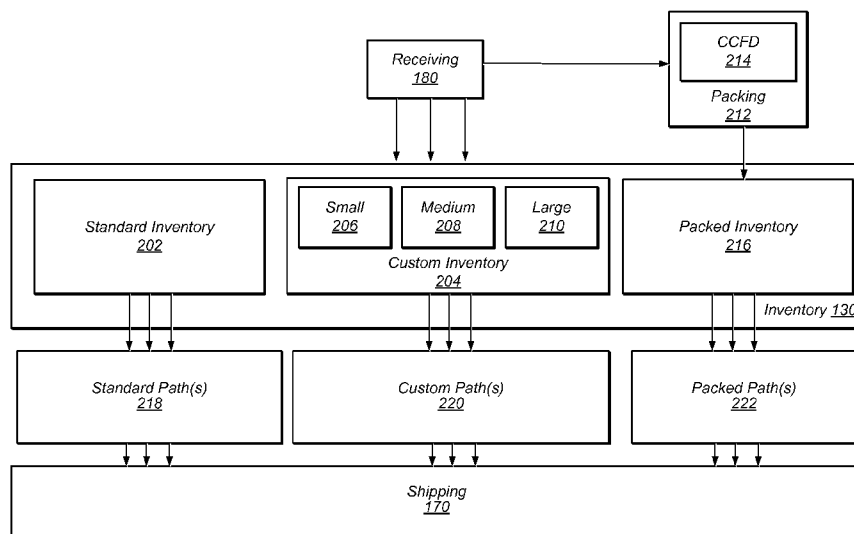 CCFD
214
Receiving
180
Packing
212
Small
206
Medium
208
Large
210
Standard Inventory
202
Packed Inventory
216
Custom Inventory
204
Inventory 130
Standard Path(s)
218
Custom Path(s)
220
Packed Path(s)
222
Shipping
170